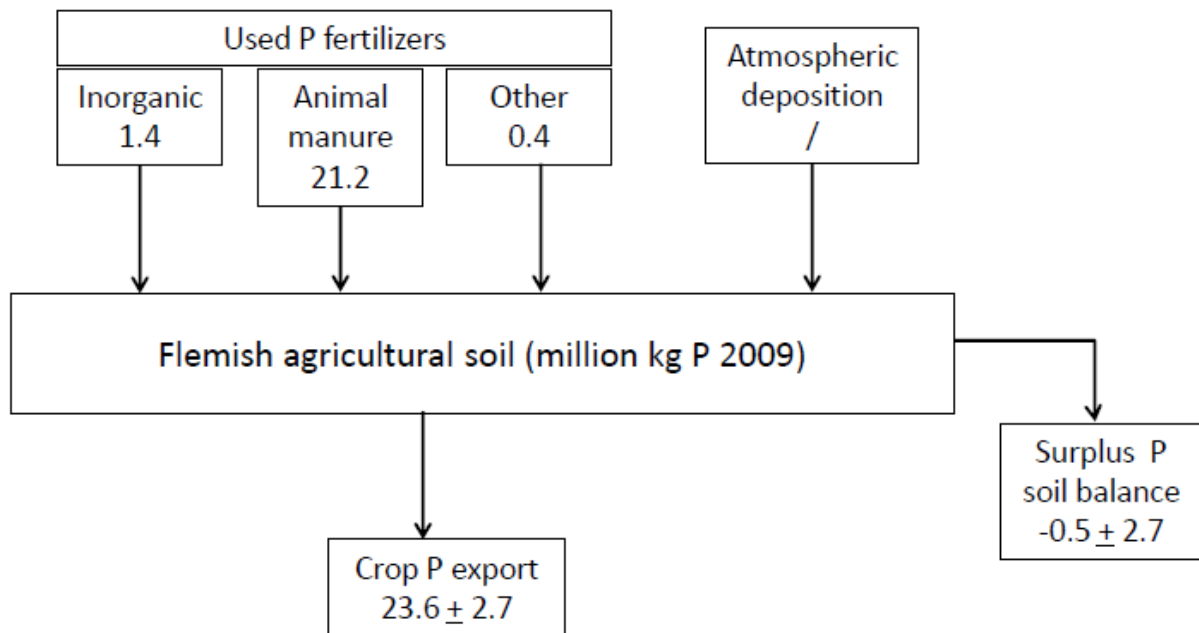 Used P fertilizers
Inorganic
1.4
Animal
manure
21.2
Other
0.4
Atmospheric
deposition
/
Flemish agricultural soil (million kg P 2009)
Surplus P
soil balance
-0.5 ± 2.7
Crop P export
23.6 ± 2.7